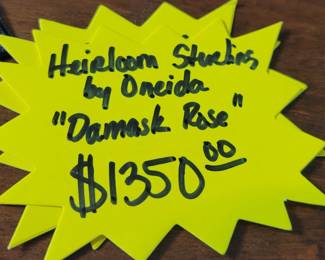 Heirloom Sterling
by Oneida
"Damask Rose"
$1350.00